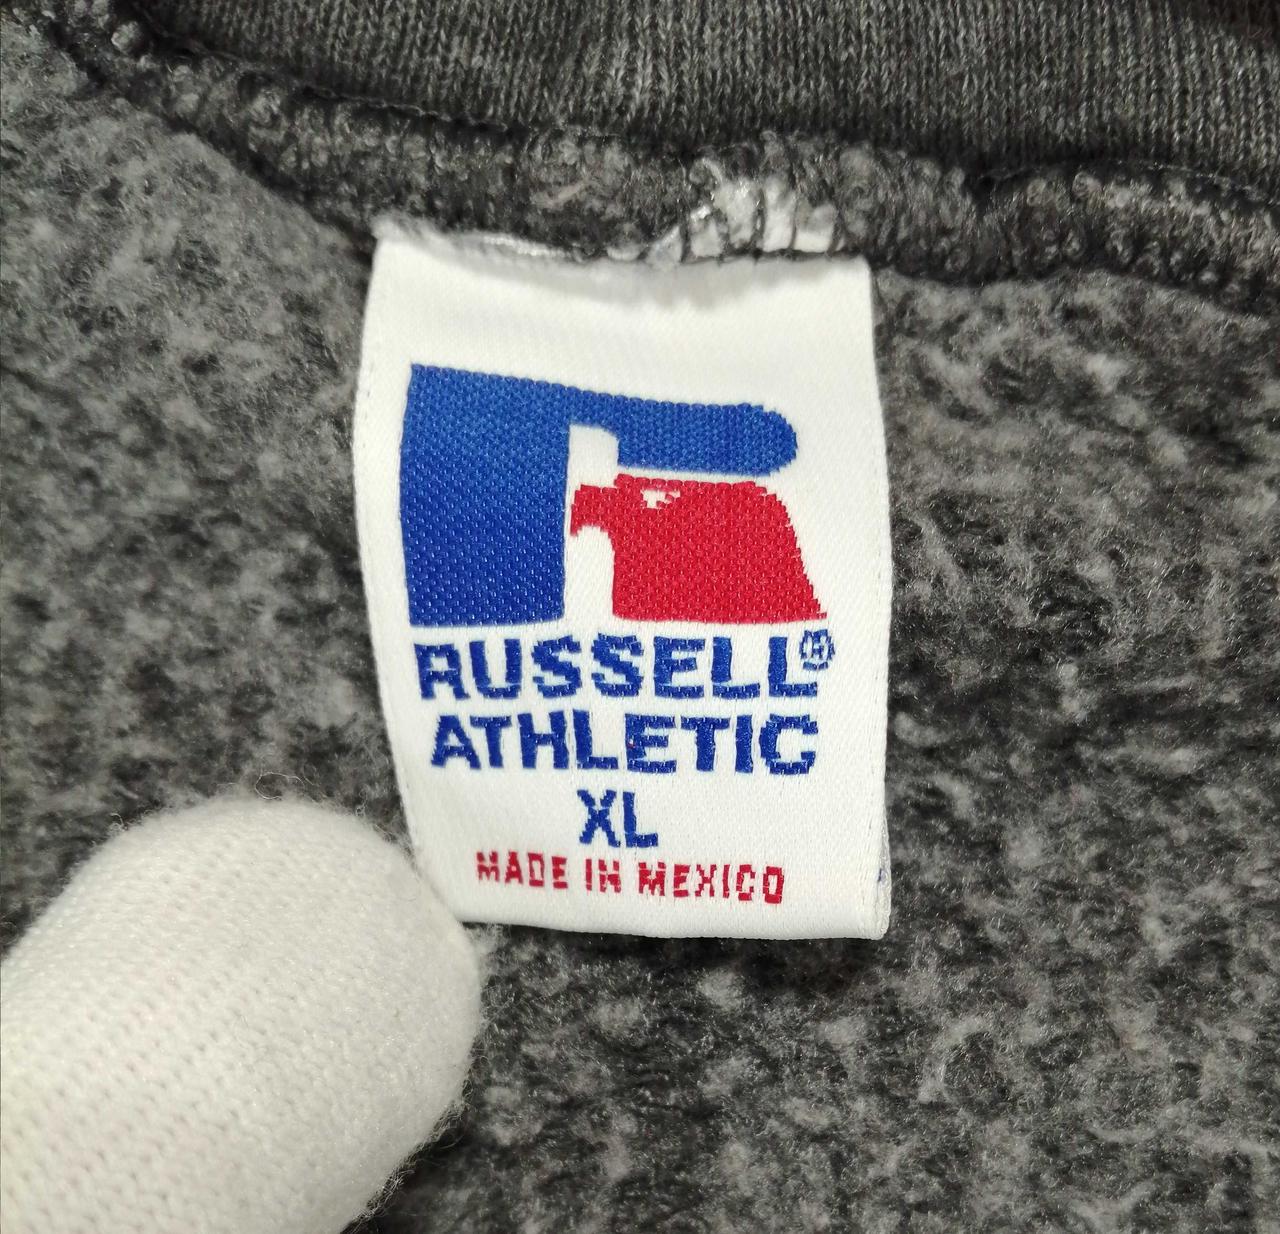 RUSSELL®
ATHLETIC
XL
MADE IN MEXICO